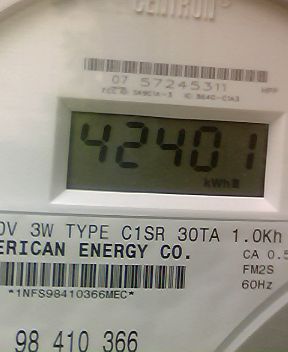 CENTRON®
07 57245311
42401
kWh
0V 3W TYPE C1SR 30TA 1.0Kh
ERICAN ENERGY CO.
CA 0.5
FM2S
60Hz
*1NFS98410366MEC*
98 410 366